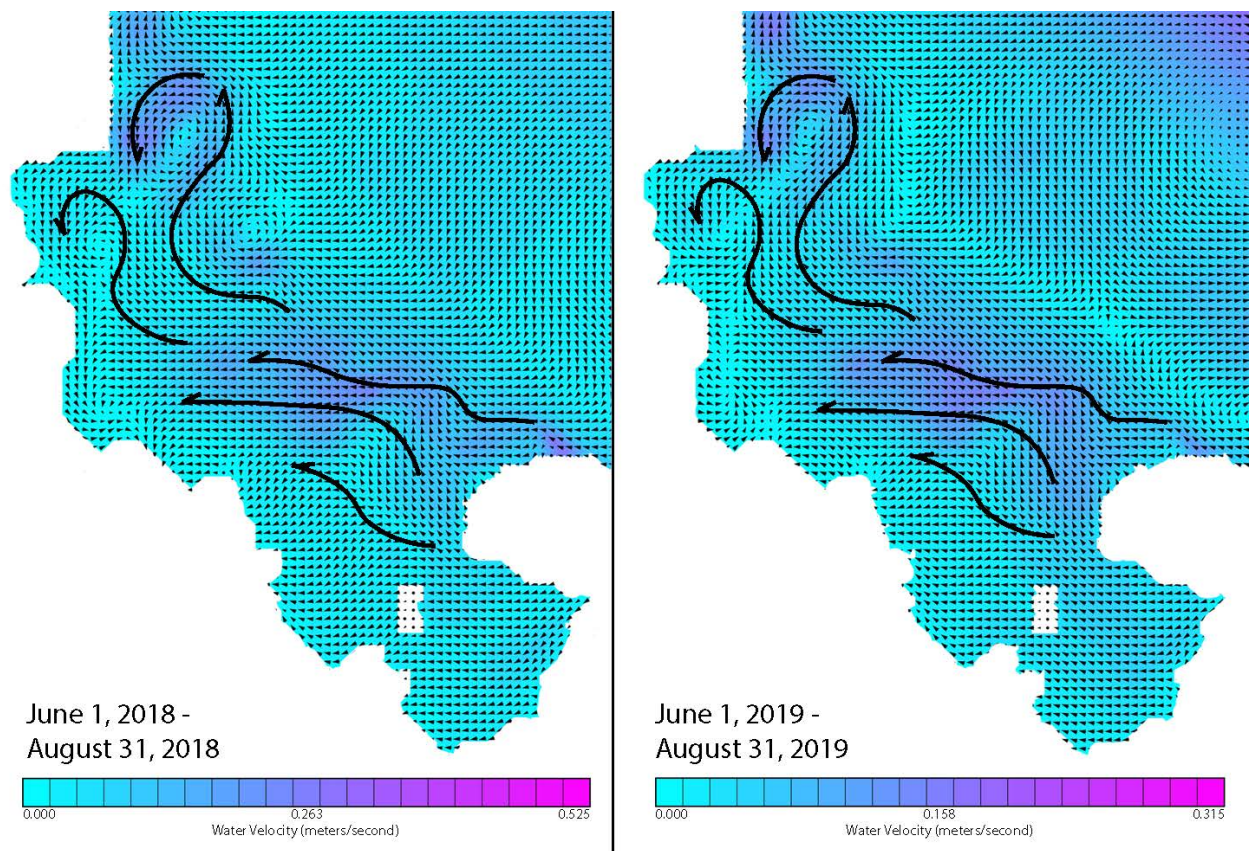 June 1, 2018 -
August 31, 2018
0.000 0.263 0.525
Water Velocity (meters/second)
June 1, 2019 -
August 31, 2019
0.000 0.158 0.315
Water Velocity (meters/second)